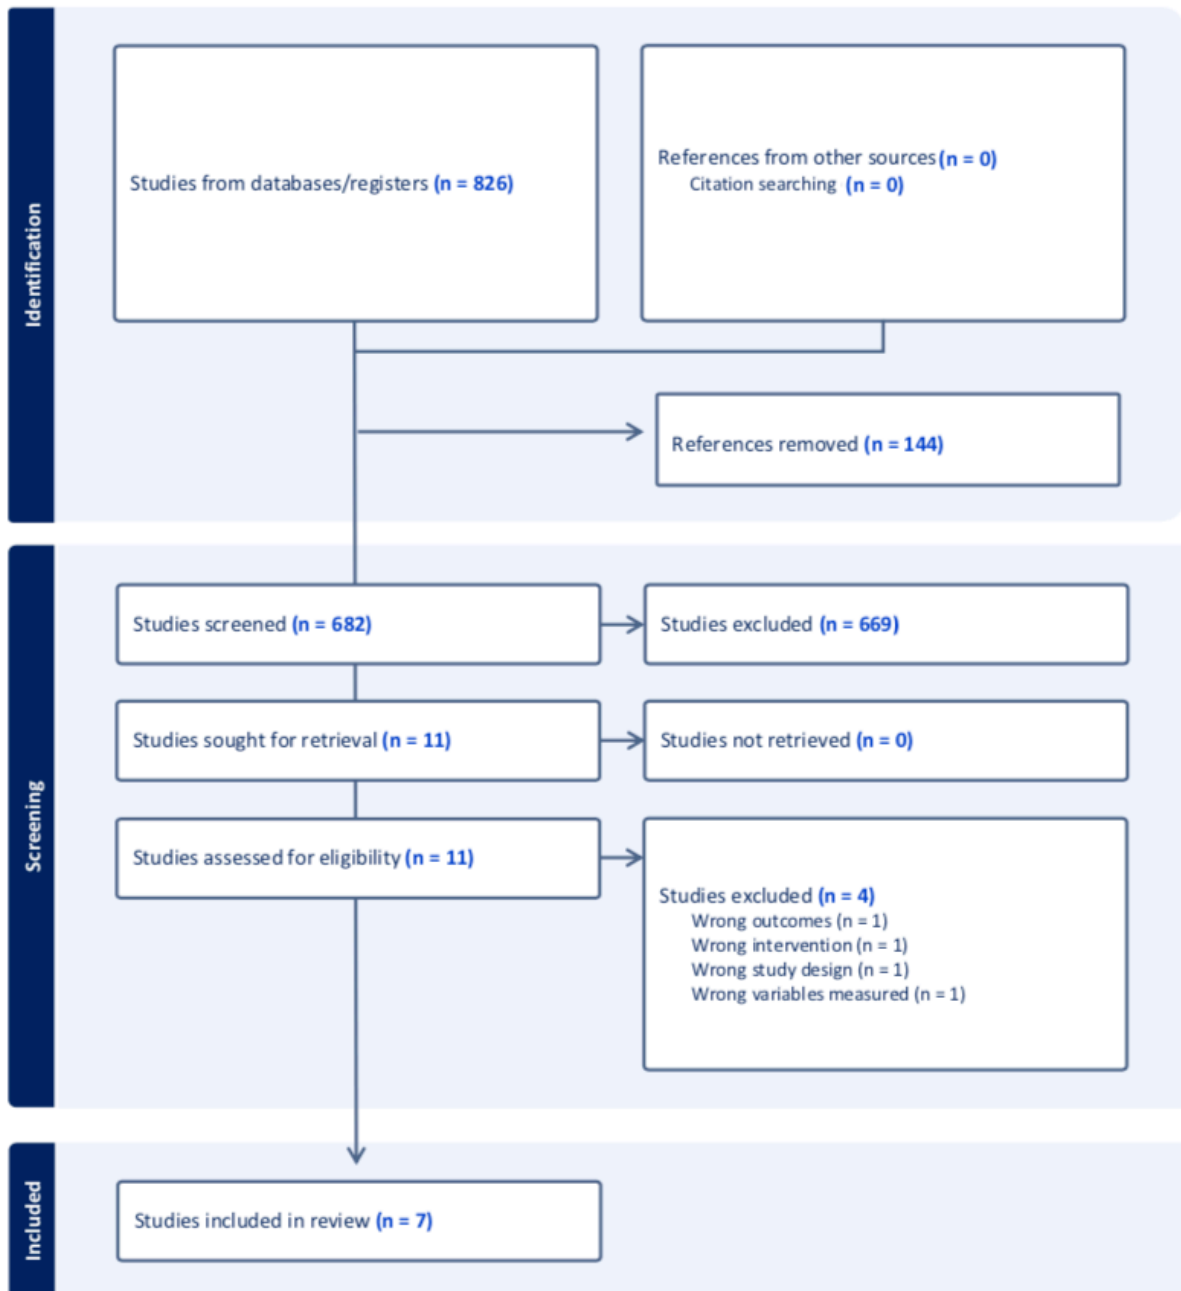 Identification
Studies from databases/registers (n = 826)
References from other sources (n = 0)
Citation searching (n = 0)
References removed (n = 144)
Screening
Studies screened (n = 682)
Studies excluded (n = 669)
Studies sought for retrieval (n = 11)
Studies not retrieved (n = 0)
Studies assessed for eligibility (n = 11)
Studies excluded (n = 4)
Wrong outcomes (n = 1)
Wrong intervention (n = 1)
Wrong study design (n = 1)
Wrong variables measured (n = 1)
Included
Studies included in review (n = 7)